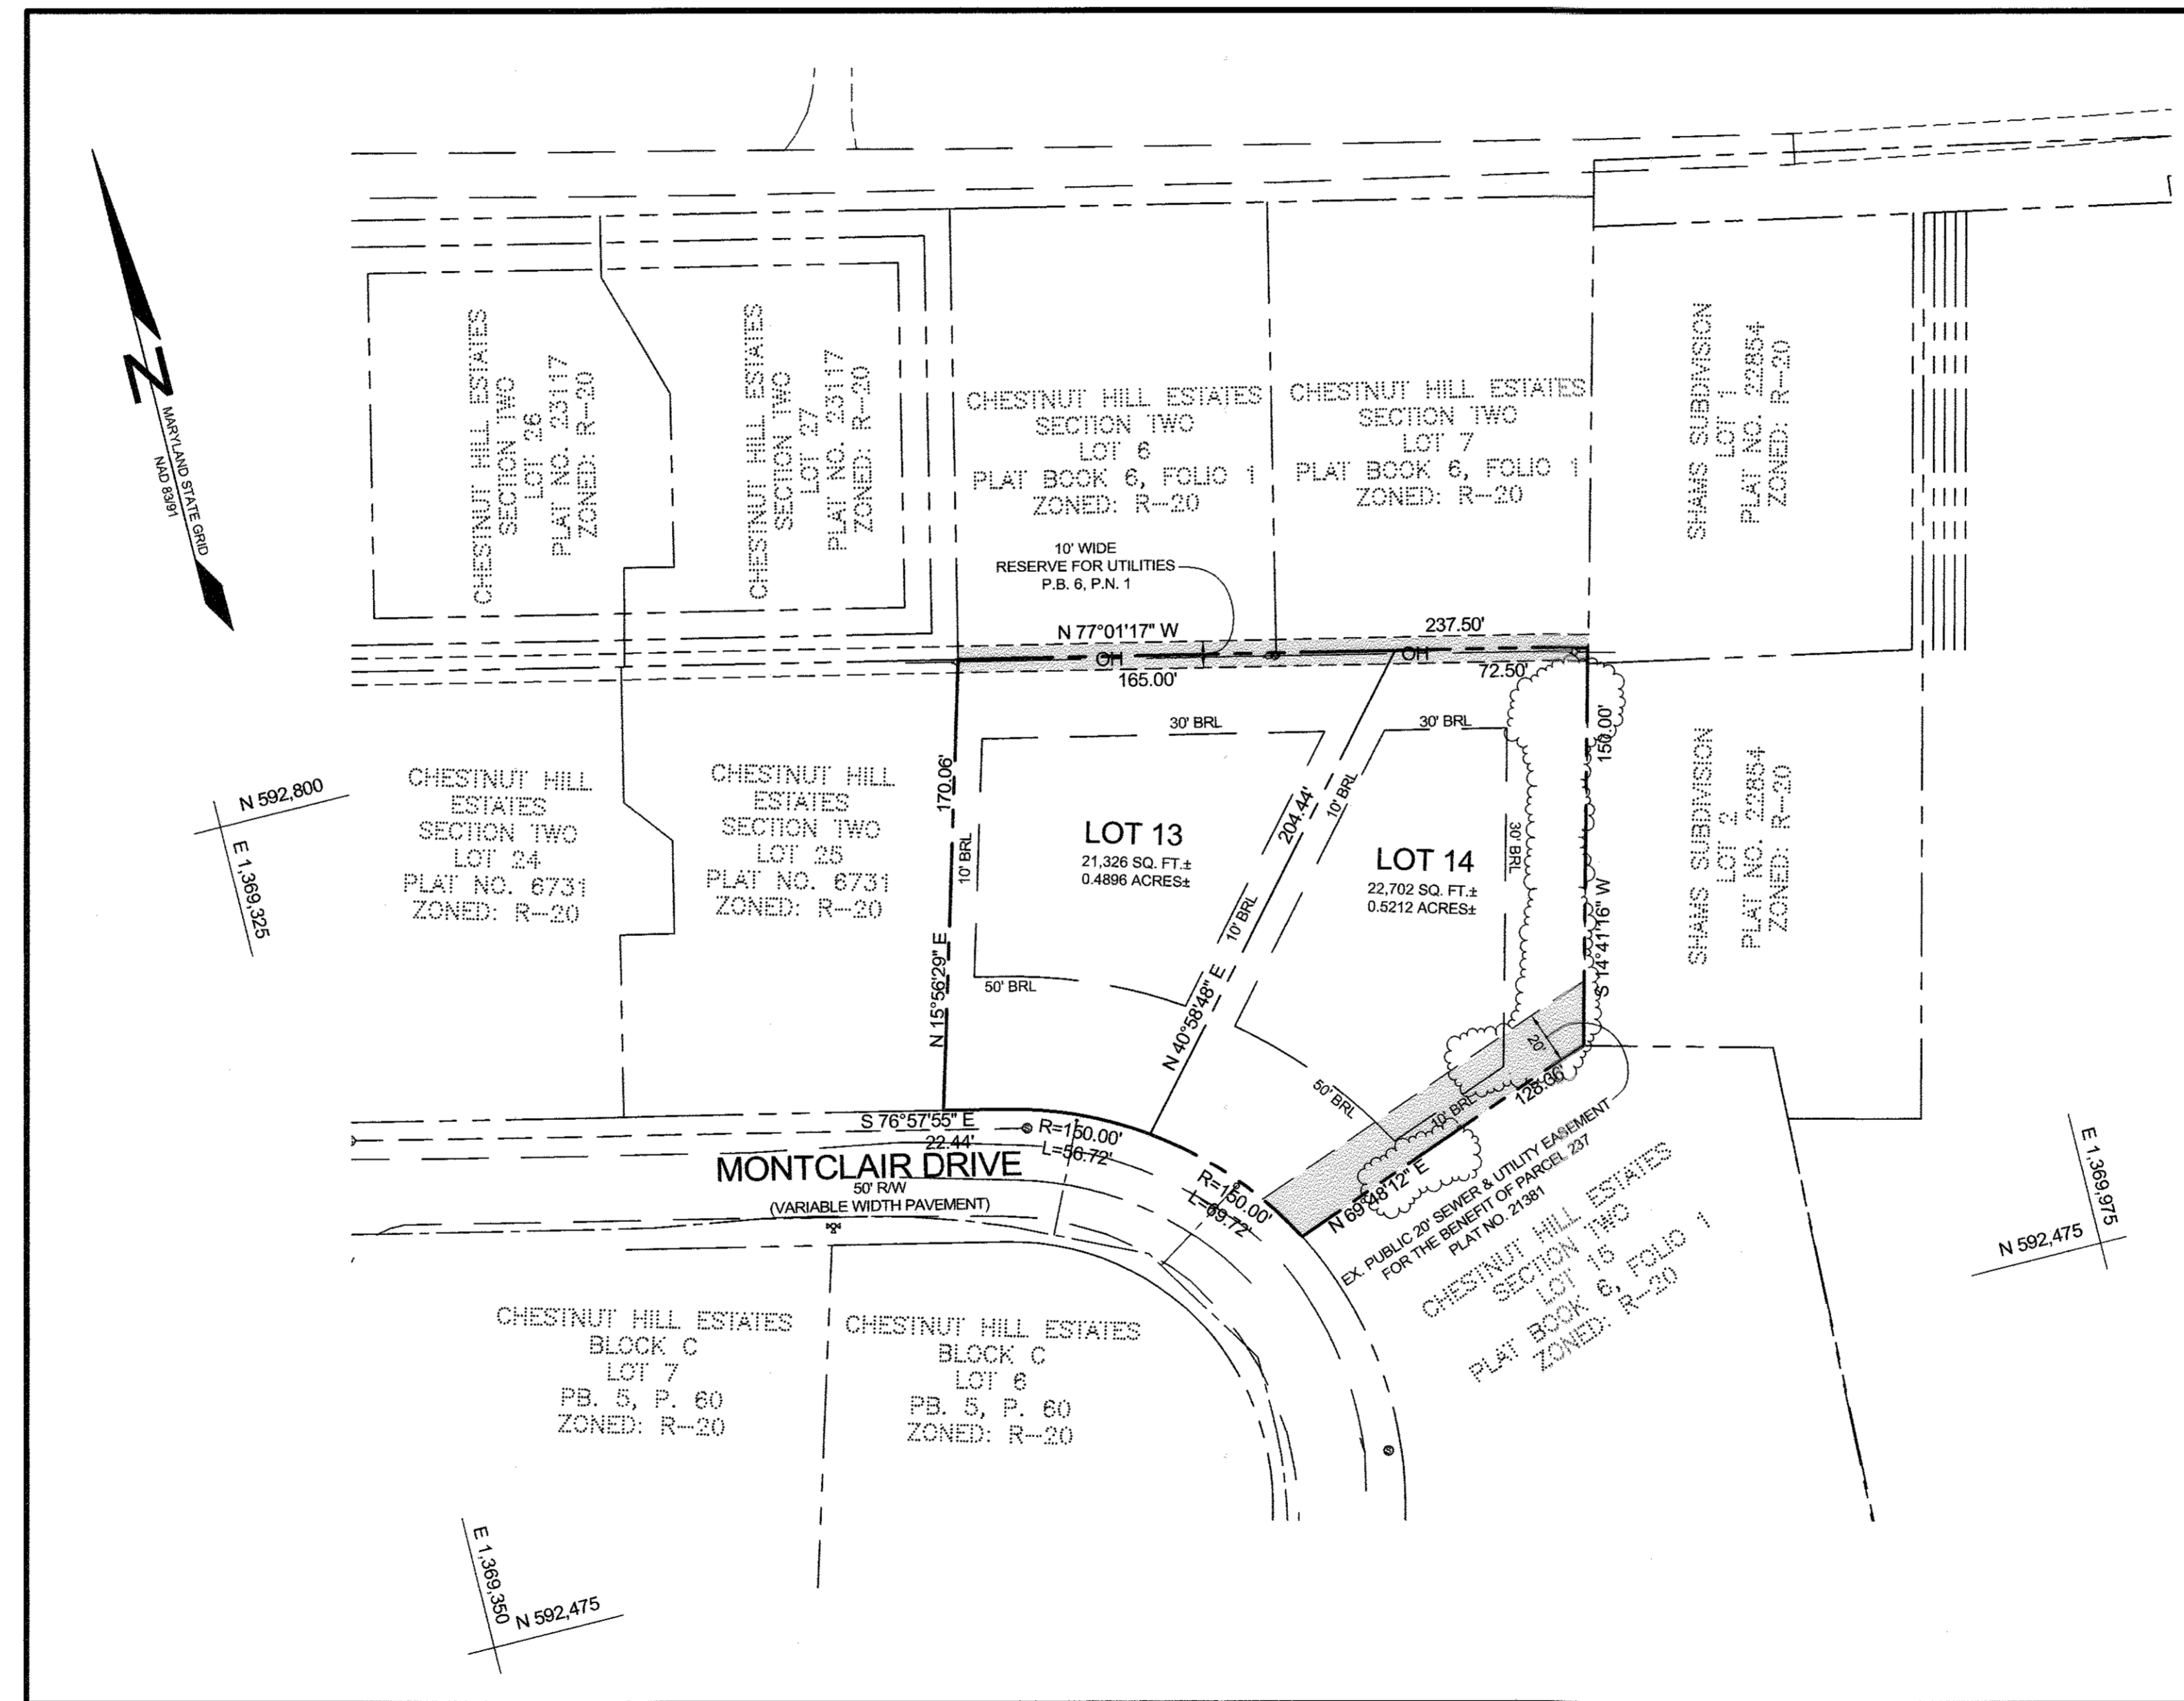 N
MARYLAND STATE GRID
NAD 83/91
CHESTNUT HILL ESTATES
SECTION TWO
LOT 26
PLAT NO. 23117
ZONED: R-20
CHESTNUT HILL ESTATES
SECTION TWO
LOT 27
PLAT NO. 23117
ZONED: R-20
CHESTNUT HILL ESTATES
SECTION TWO
LOT 6
PLAT BOOK 6, FOLIO 1
ZONED: R-20
CHESTNUT HILL ESTATES
SECTION TWO
LOT 7
PLAT BOOK 6, FOLIO 1
ZONED: R-20
SHAMS SUBDIVISION
LOT 1
PLAT NO. 22854
ZONED: R-20
10' WIDE
RESERVE FOR UTILITIES
P.B. 6, P.N. 1
N 77°01'17" W
237.50'
OH
OH
165.00'
72.50'
30' BRL
30' BRL
150.00'
S 14°41'16" W
N 592,800
E 1,369,325
CHESTNUT HILL
ESTATES
SECTION TWO
LOT 24
PLAT NO. 6731
ZONED: R-20
CHESTNUT HILL
ESTATES
SECTION TWO
LOT 25
PLAT NO. 6731
ZONED: R-20
170.06'
N 15°56'29" E
10' BRL
LOT 13
21,326 SQ. FT.±
0.4896 ACRES±
50' BRL
204.44'
N 40°58'48" E
10' BRL
10' BRL
LOT 14
22,702 SQ. FT.±
0.5212 ACRES±
30' BRL
SHAMS SUBDIVISION
LOT 2
PLAT NO. 22854
ZONED: R-20
20'
50' BRL
10' BRL
128.36'
N 69°48'12" E
S 76°57'55" E
22.44'
R=150.00'
L=56.72'
R=150.00'
L=69.72'
MONTCLAIR DRIVE
50' R/W
(VARIABLE WIDTH PAVEMENT)
EX. PUBLIC 20' SEWER & UTILITY EASEMENT
FOR THE BENEFIT OF PARCEL 237
PLAT NO. 21381
CHESTNUT HILL ESTATES
SECTION TWO
LOT 15
PLAT BOOK 6, FOLIO 1
ZONED: R-20
E 1,369,975
N 592,475
CHESTNUT HILL ESTATES
BLOCK C
LOT 7
PB. 5, P. 60
ZONED: R-20
CHESTNUT HILL ESTATES
BLOCK C
LOT 6
PB. 5, P. 60
ZONED: R-20
E 1,369,350
N 592,475